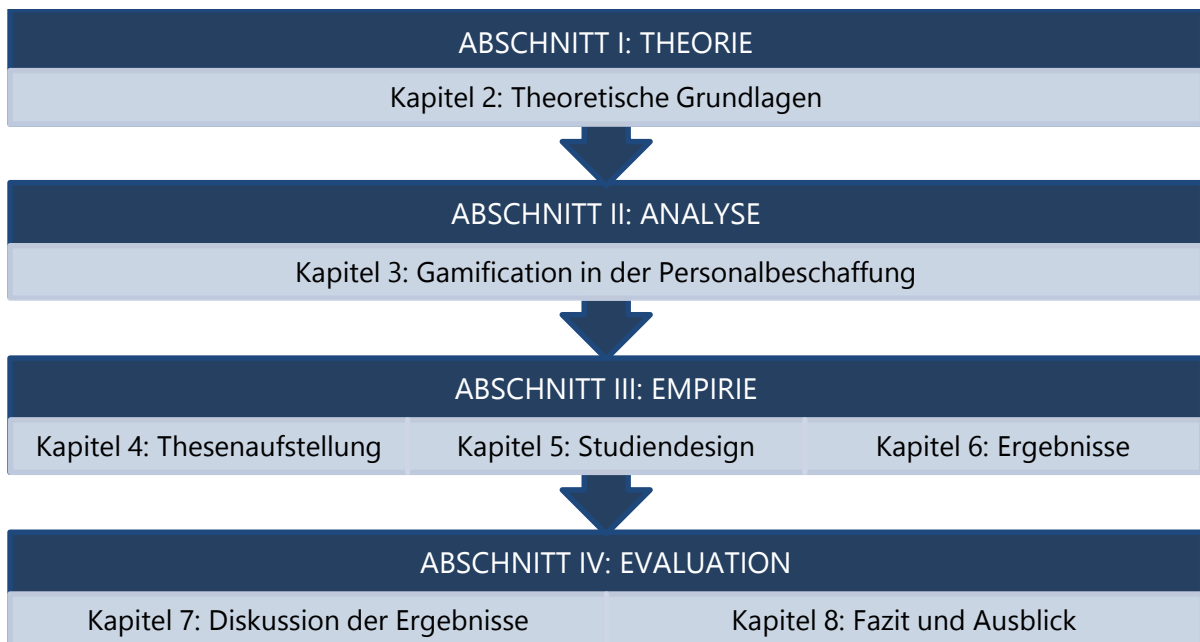 ABSCHNITT I: THEORIE
Kapitel 2: Theoretische Grundlagen
ABSCHNITT II: ANALYSE
Kapitel 3: Gamification in der Personalbeschaffung
ABSCHNITT III: EMPIRIE
Kapitel 4: Thesenaufstellung
Kapitel 5: Studiendesign
Kapitel 6: Ergebnisse
ABSCHNITT IV: EVALUATION
Kapitel 7: Diskussion der Ergebnisse
Kapitel 8: Fazit und Ausblick